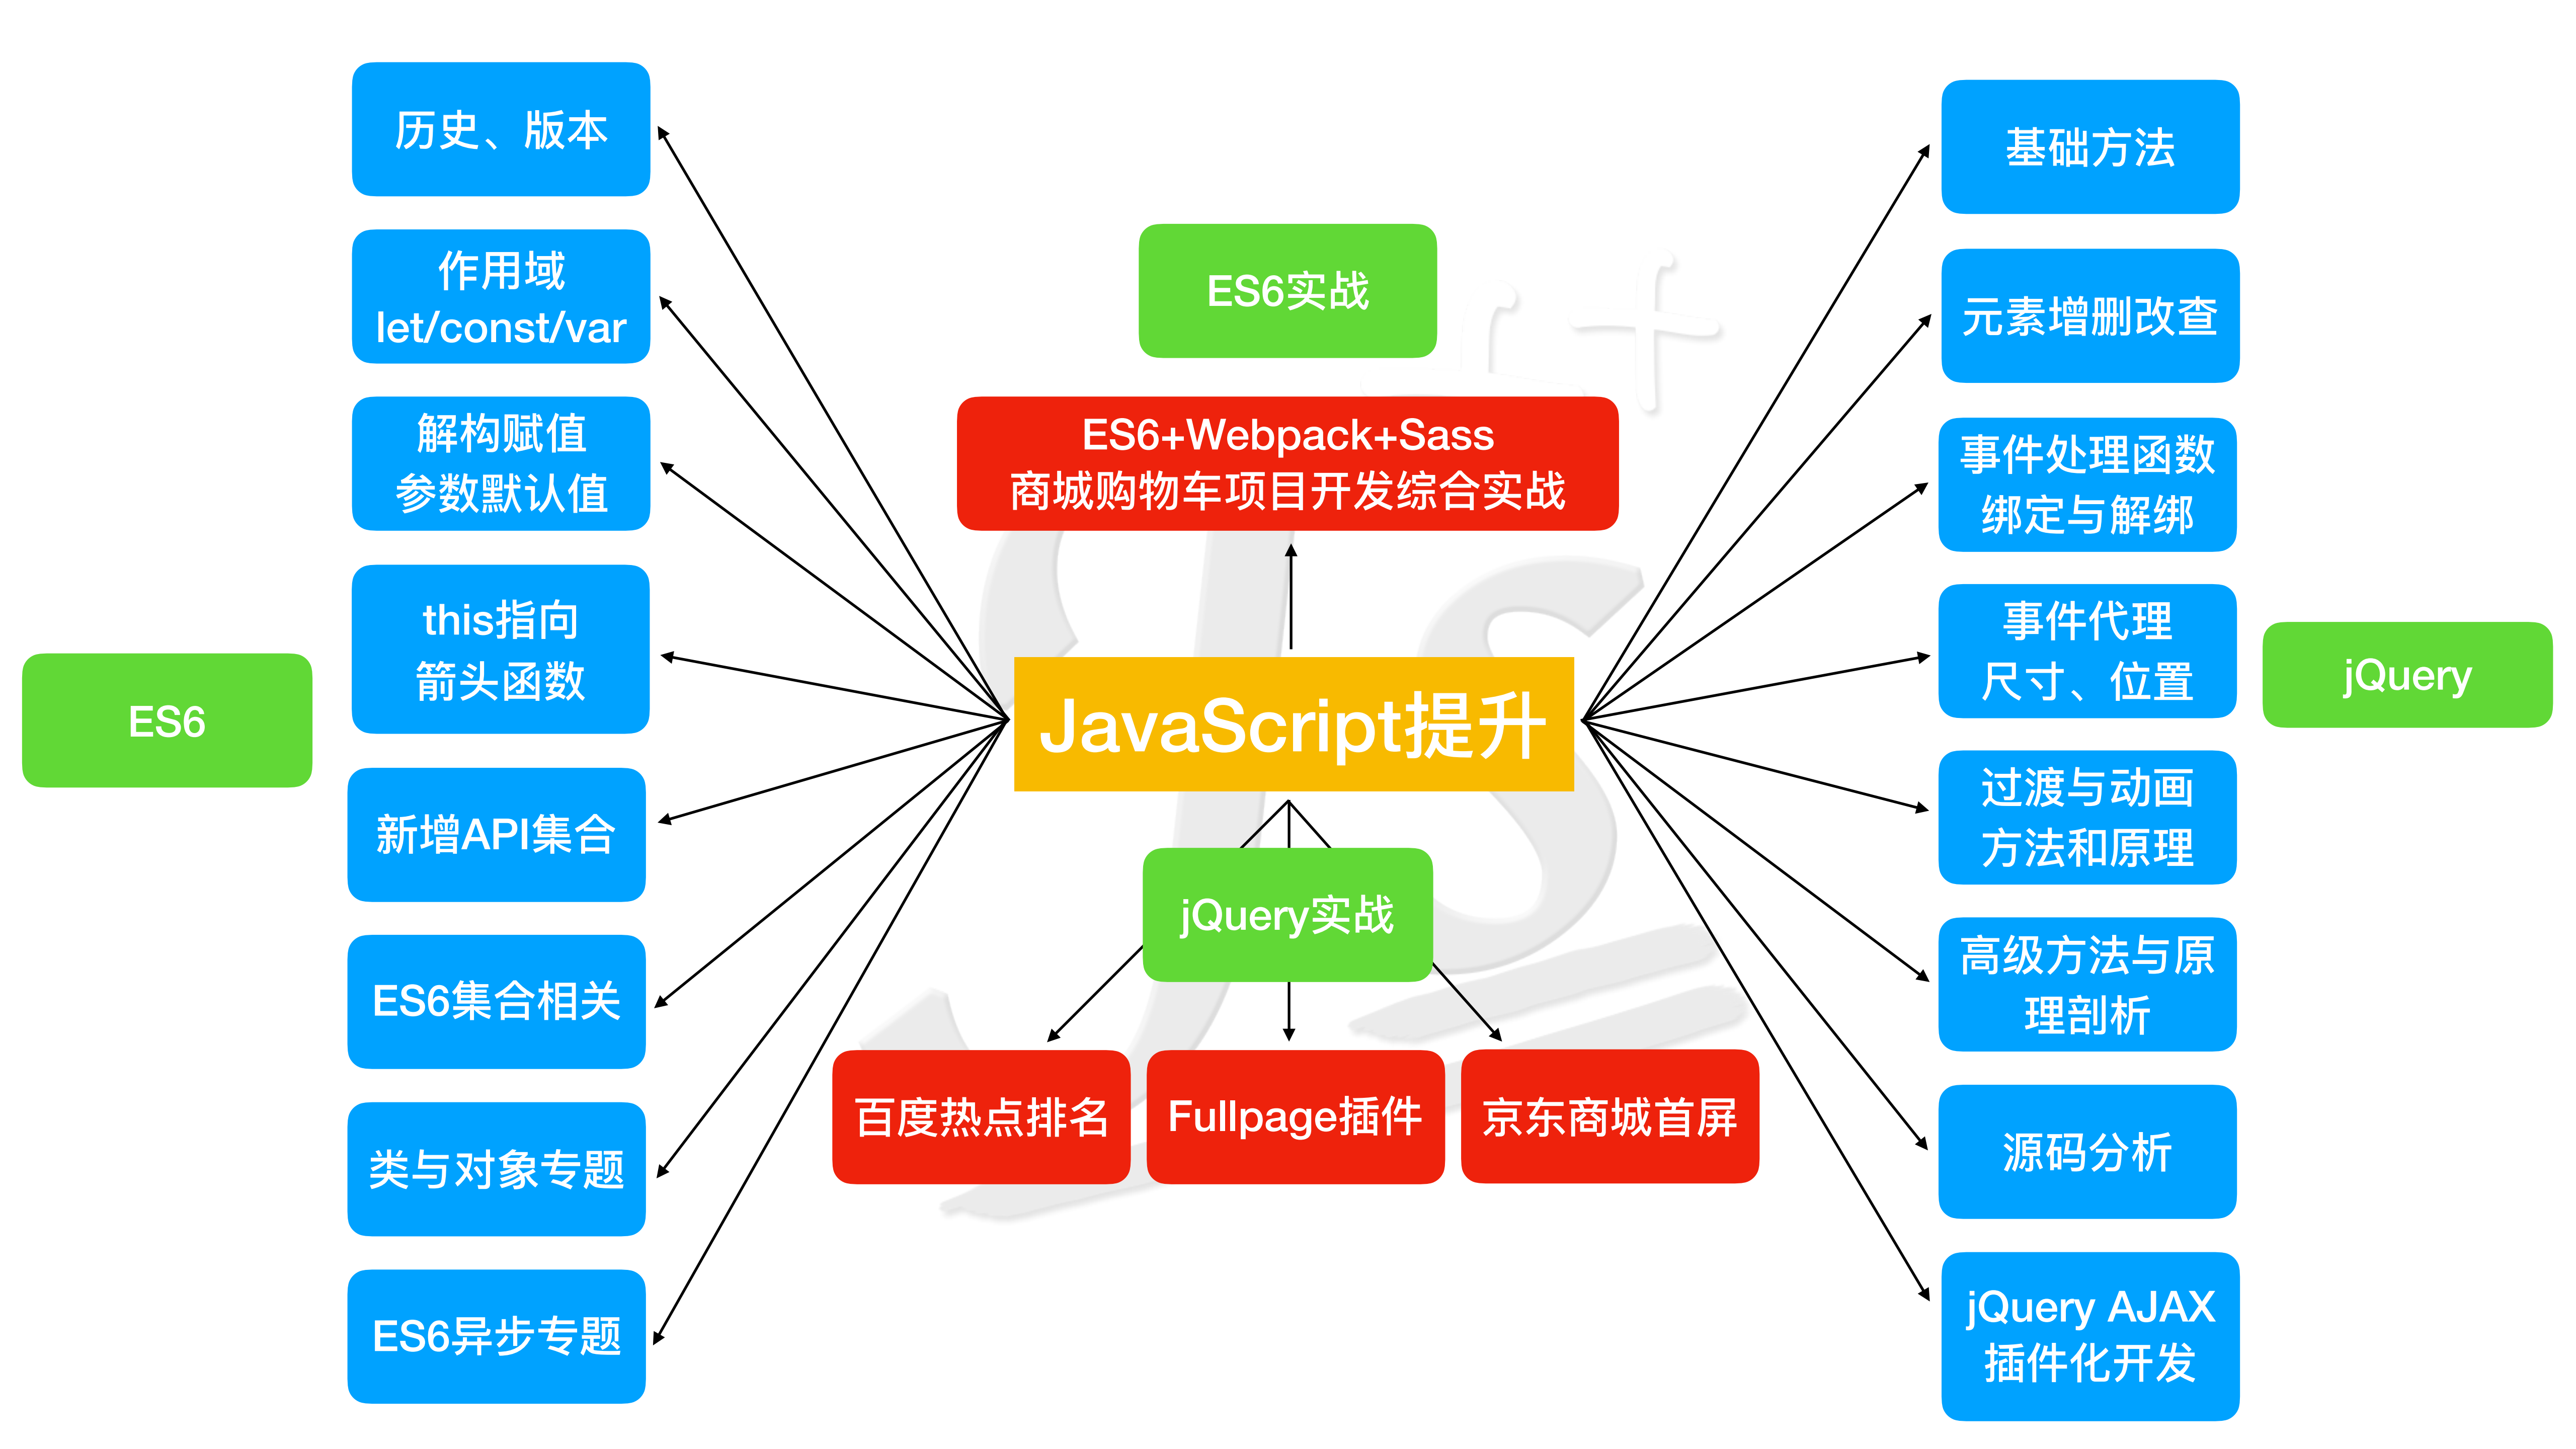 历史、版本
作用域
let/const/var
解构赋值
参数默认值
this指向
箭头函数
新增API集合
ES6集合相关
类与对象专题
ES6异步专题
ES6
ES6实战
ES6+Webpack+Sass
商城购物车项目开发综合实战
JavaScript提升
jQuery实战
百度热点排名
Fullpage插件
京东商城首屏
基础方法
元素增删改查
事件处理函数
绑定与解绑
事件代理
尺寸、位置
过渡与动画
方法和原理
高级方法与原
理剖析
源码分析
jQuery AJAX
插件化开发
jQuery